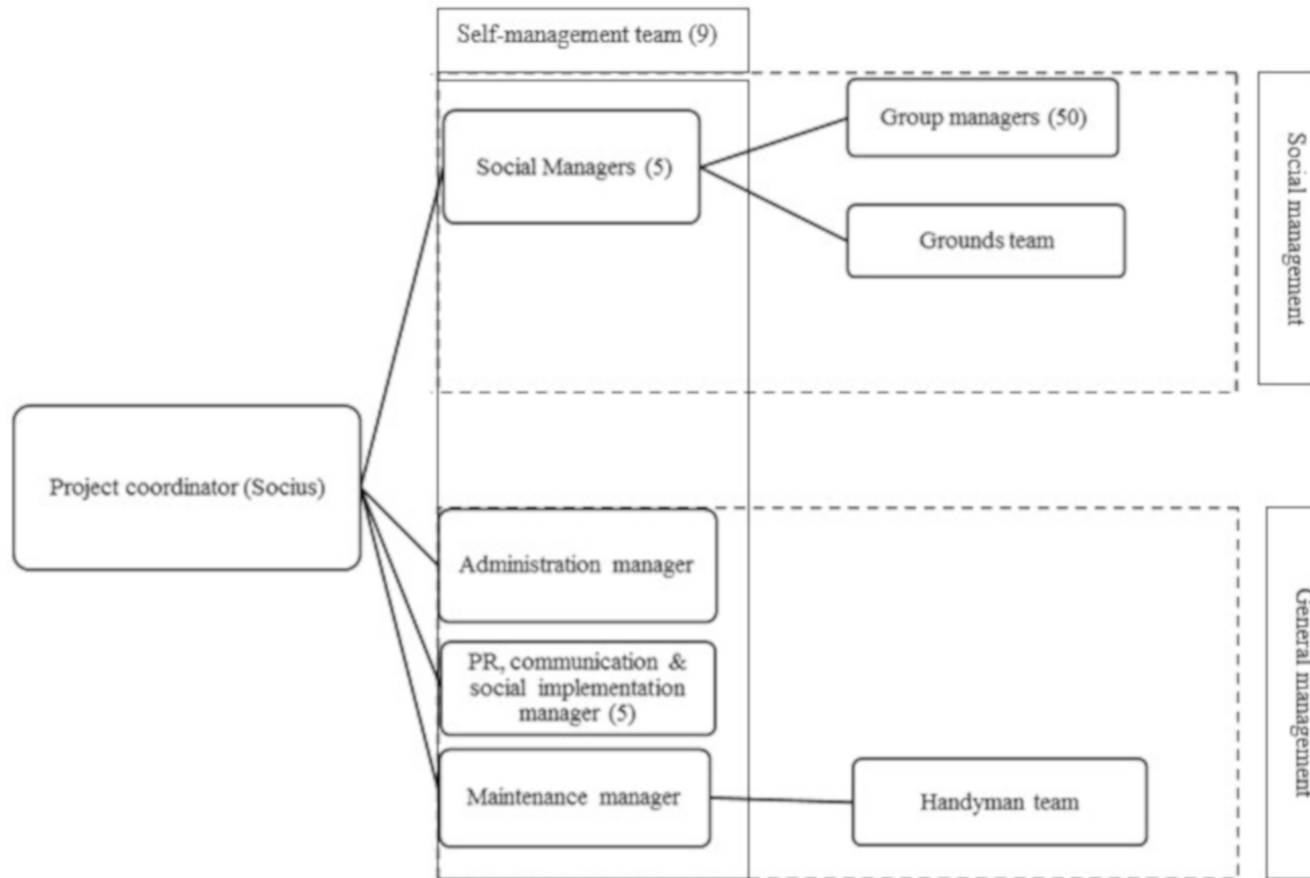 Self-management team (9)
Group managers (50)
Social Managers (5)
Grounds team
Social management
Project coordinator (Socius)
Administration manager
PR, communication &
social implementation
manager (5)
Maintenance manager
Handyman team
General management